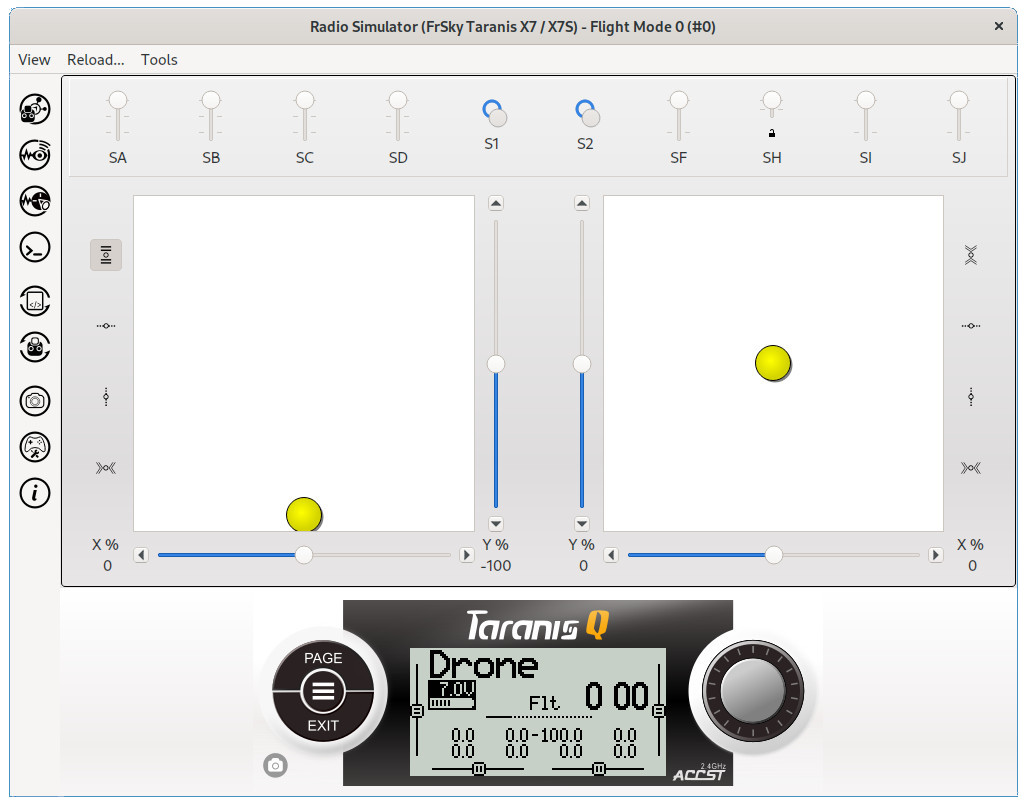 Radio Simulator (FrSky Taranis X7 / X7S) - Flight Mode 0 (#0)
View Reload... Tools
SA SB SC SD S1 S2 SF SH SI SJ
X % Y % Y % X %
0 -100 0 0
Taranis Q
PAGE
EXIT
Drone
7.0V
Flt 0 00
0.0 0.0 -100.0 0.0
0.0 0.0 0.0 0.0
2.4GHz
ACCST